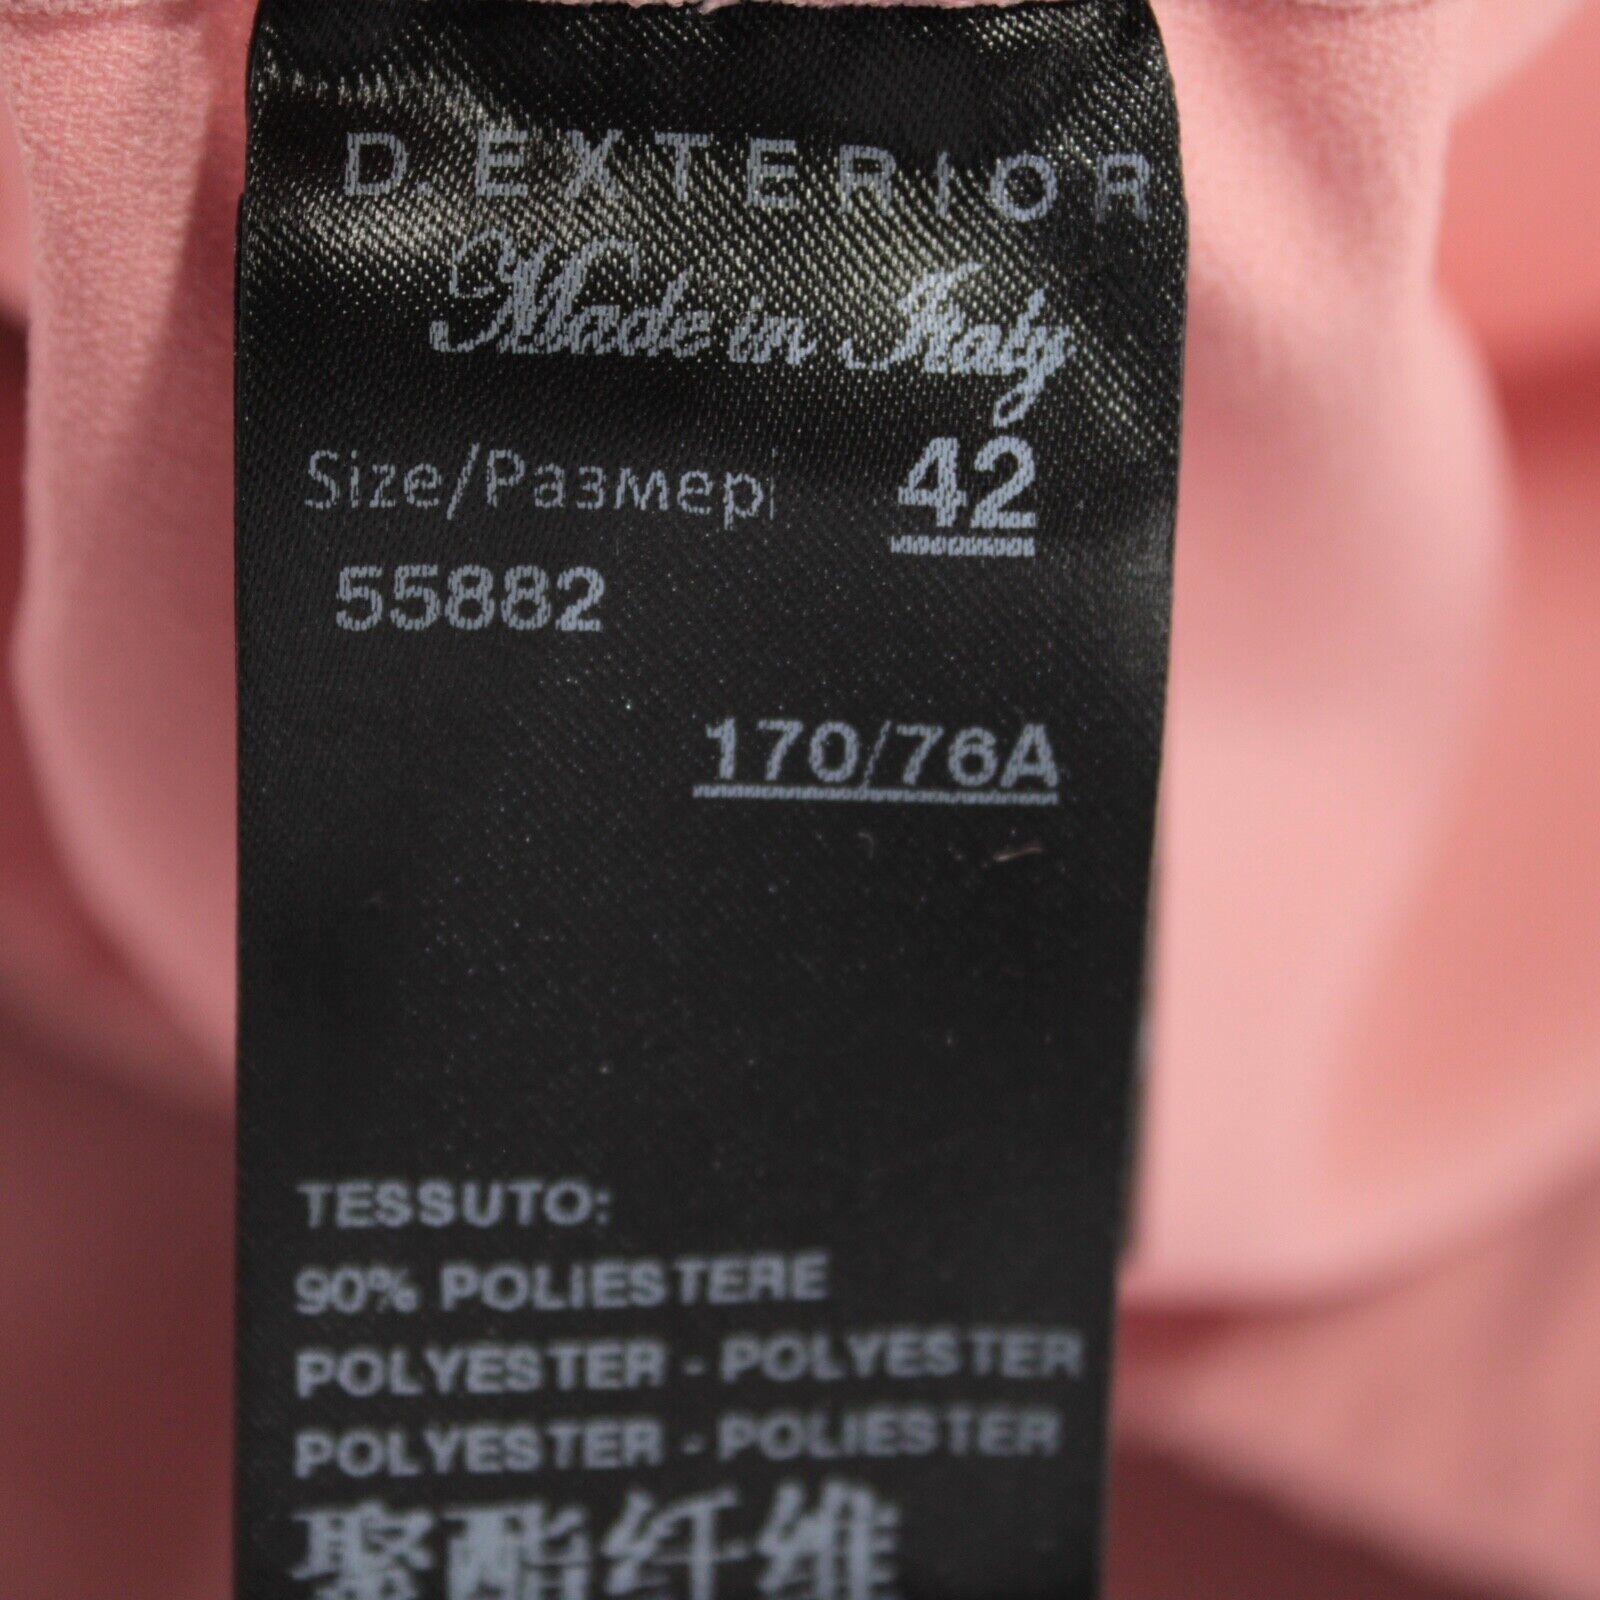 D. EXTERIOR
Made in Italy
Size/Размер 42
55882
170/76A
TESSUTO:
90% POLIESTERE
POLYESTER - POLYESTER
POLYESTER - POLIESTER
聚酯纤维